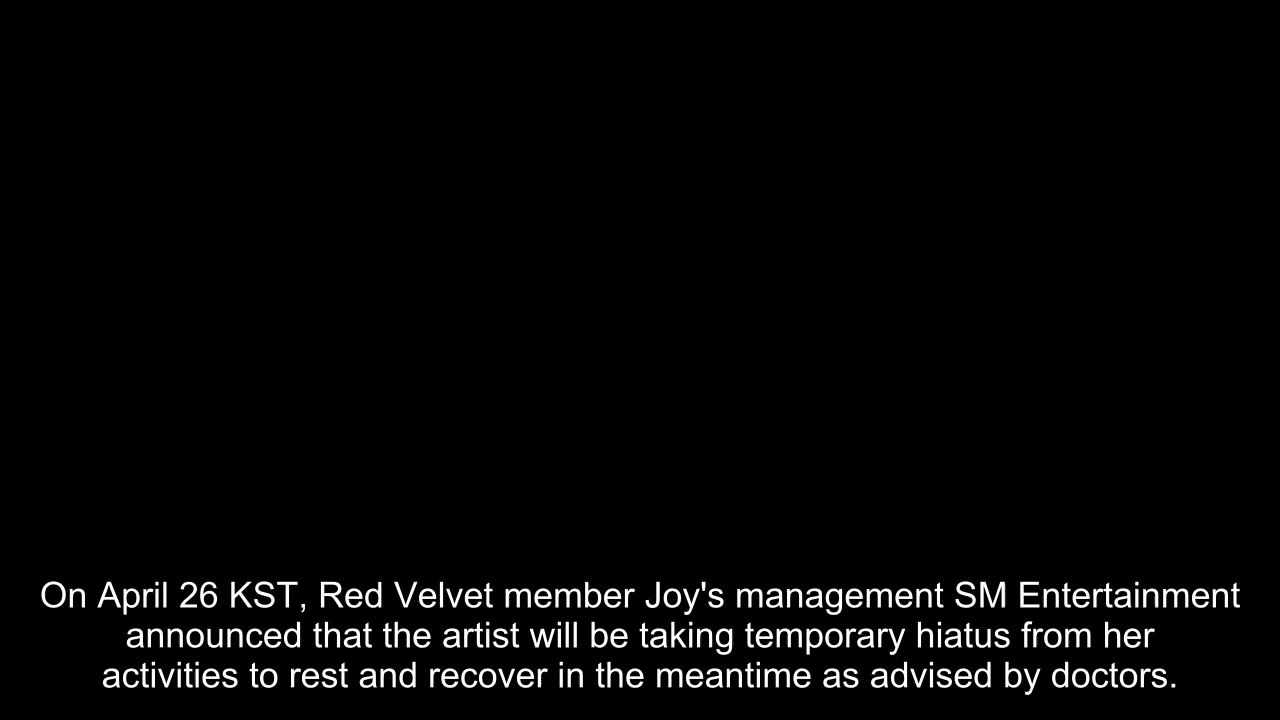 On April 26 KST, Red Velvet member Joy's management SM Entertainment
announced that the artist will be taking temporary hiatus from her
activities to rest and recover in the meantime as advised by doctors.